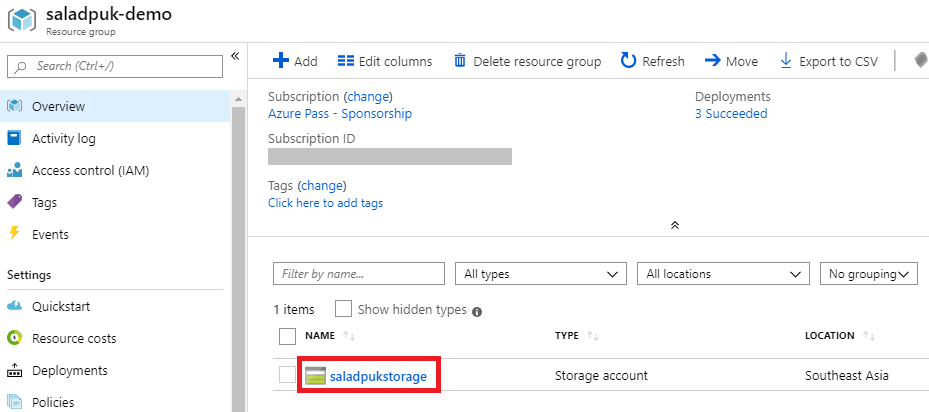 saladpuk-demo
Resource group
Search (Ctrl+/)
Overview
Activity log
Access control (IAM)
Tags
Events
Settings
Quickstart
Resource costs
Deployments
Policies
Add Edit columns Delete resource group Refresh Move Export to CSV
Subscription (change) Deployments
Azure Pass - Sponsorship 3 Succeeded
Subscription ID
Tags (change)
Click here to add tags
Filter by name... All types All locations No grouping
1 items Show hidden types
NAME TYPE LOCATION
saladpukstorage Storage account Southeast Asia